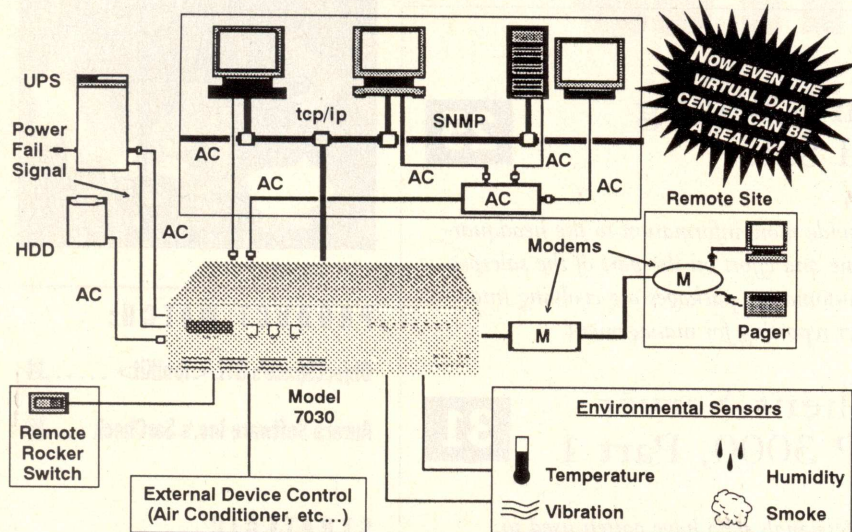 NOW EVEN THE
VIRTUAL DATA
CENTER CAN BE
A REALITY!
UPS
Power
Fail
Signal
HDD
AC
AC
tcp/ip
SNMP
AC
AC
AC
AC
AC
Remote Site
Modems
M
M
Pager
Model
7030
Remote
Rocker
Switch
External Device Control
(Air Conditioner, etc...)
Environmental Sensors
Temperature
Humidity
Vibration
Smoke